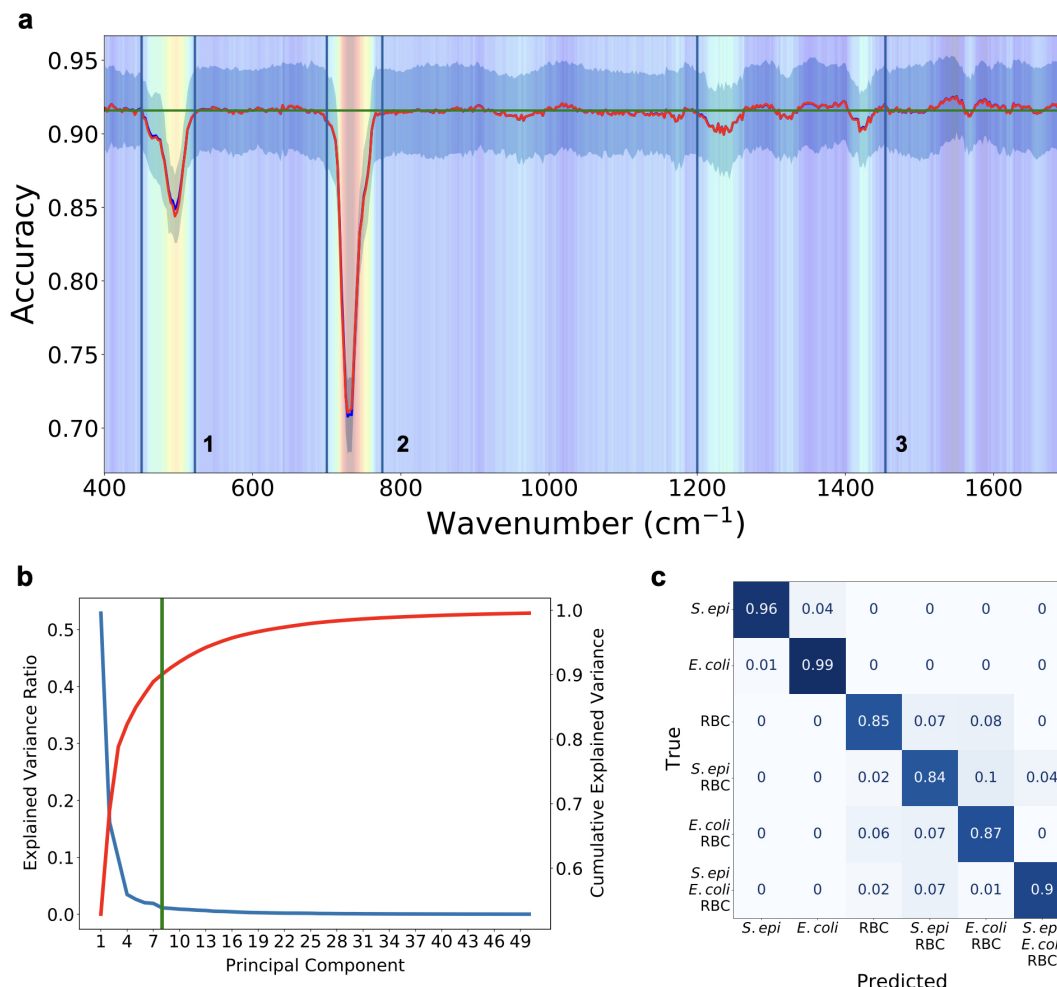 a
0.95
0.90
0.85
0.80
0.75
0.70
Accuracy
1
2
3
400
600
800
1000
1200
1400
1600
Wavenumber (cm⁻¹)
b
0.5
0.4
0.3
0.2
0.1
0.0
Explained Variance Ratio
1.0
0.9
0.8
0.7
0.6
Cumulative Explained Variance
1 4 7 10 13 16 19 22 25 28 31 34 37 40 43 46 49
Principal Component
c
True
S. epi 0.96 0.04 0 0 0 0
E. coli 0.01 0.99 0 0 0 0
RBC 0 0 0.85 0.07 0.08 0
S. epi
RBC
0 0 0.02 0.84 0.1 0.04
E. coli
RBC
0 0 0.06 0.07 0.87 0
S. epi
E. coli
RBC
0 0 0.02 0.07 0.01 0.9
S. epi
E. coli
RBC
S. epi
RBC
E. coli
RBC
S. epi
E. coli
RBC
Predicted